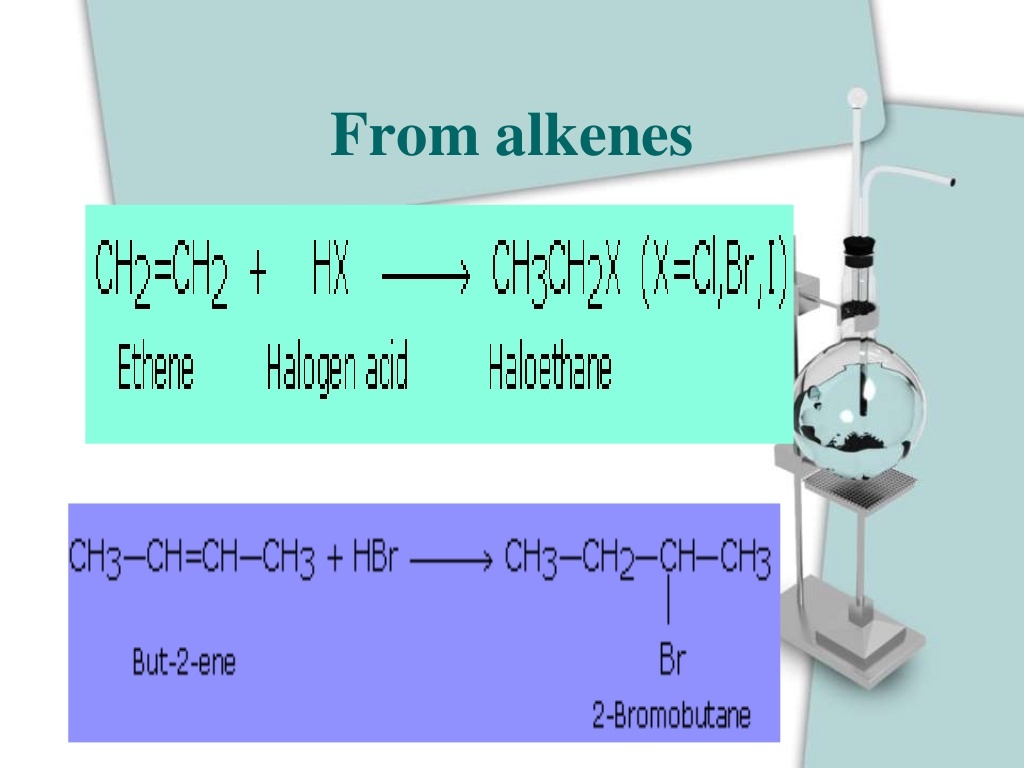 From alkenes
CH2=CH2 + HX ⟶ CH3CH2X (X=Cl,Br,I)
Ethene Halogen acid Haloethane
CH3—CH=CH—CH3 + HBr ⟶ CH3—CH2—CH—CH3
|
But-2-ene Br
2-Bromobutane